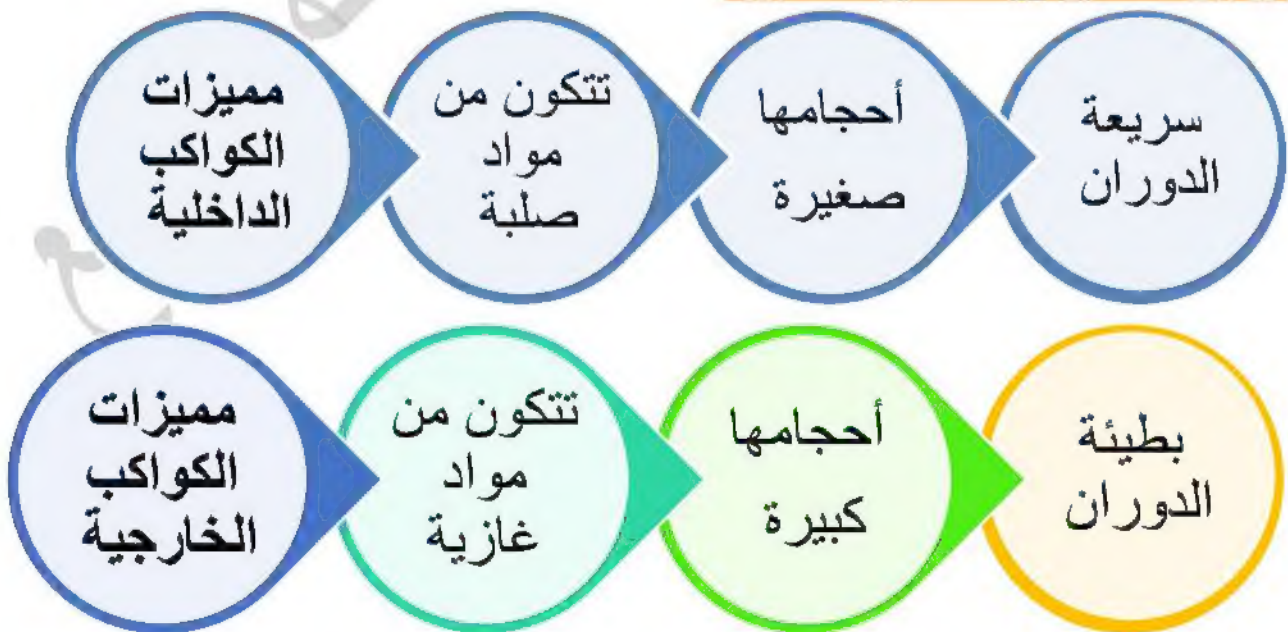 مميزات
الكواكب
الداخلية
تتكون من
مواد
صلبة
أحجامها
صغيرة
سريعة
الدوران
مميزات
الكواكب
الخارجية
تتكون من
مواد
غازية
أحجامها
كبيرة
بطيئة
الدوران